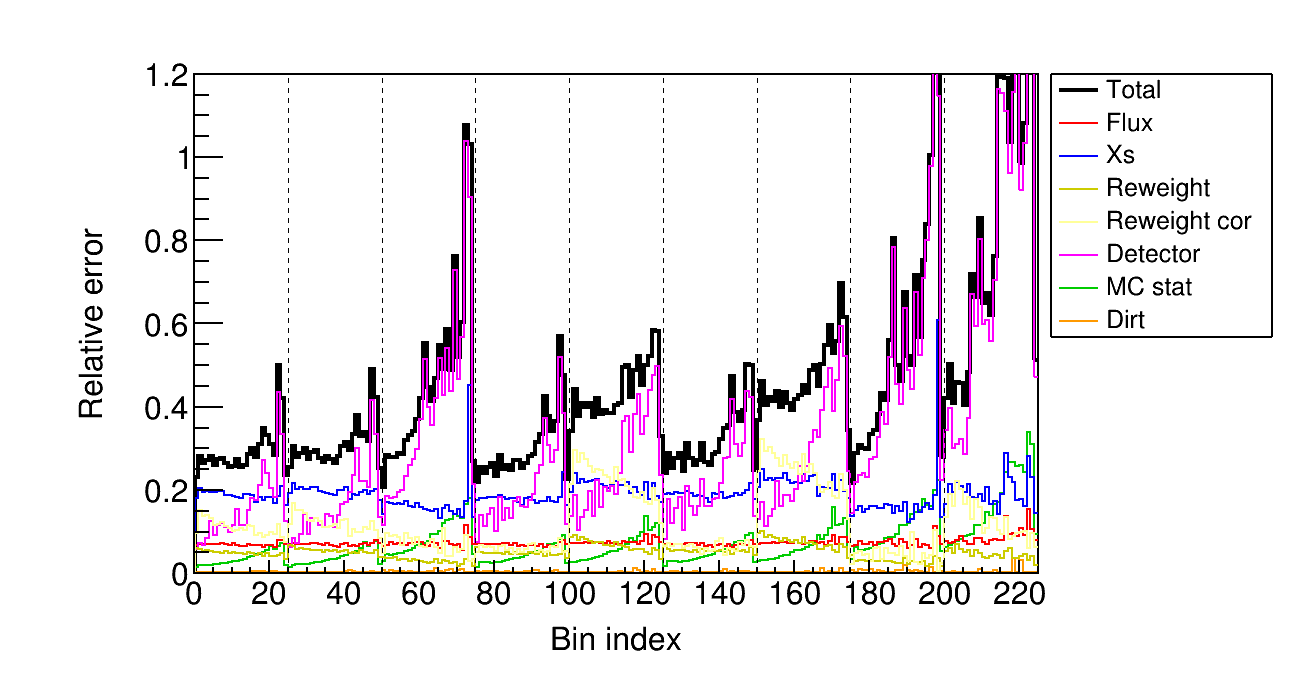 1.2
1
0.8
0.6
0.4
0.2
0
Relative error
0 20 40 60 80 100 120 140 160 180 200 220
Bin index
Total
Flux
Xs
Reweight
Reweight cor
Detector
MC stat
Dirt